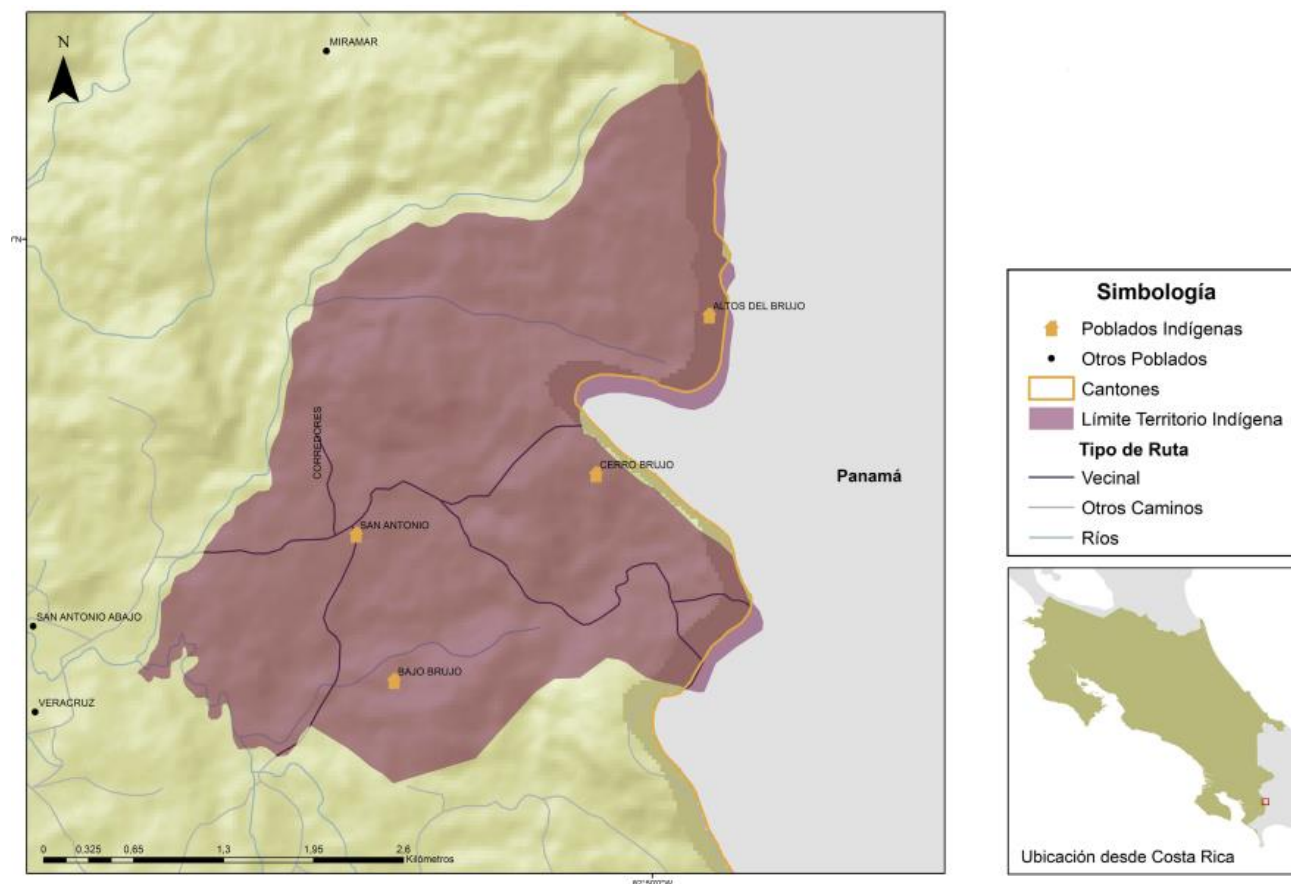 N
MIRAMAR
ALTOS DEL BRUJO
CORREDORES
CERRO BRUJO
Panamá
SAN ANTONIO
SAN ANTONIO ABAJO
BAJO BRUJO
VERACRUZ
0 0,325 0,65 1,3 1,95 2,6
Kilómetros
Simbología
Poblados Indígenas
Otros Poblados
Cantones
Límite Territorio Indígena
Tipo de Ruta
Vecinal
Otros Caminos
Ríos
Ubicación desde Costa Rica